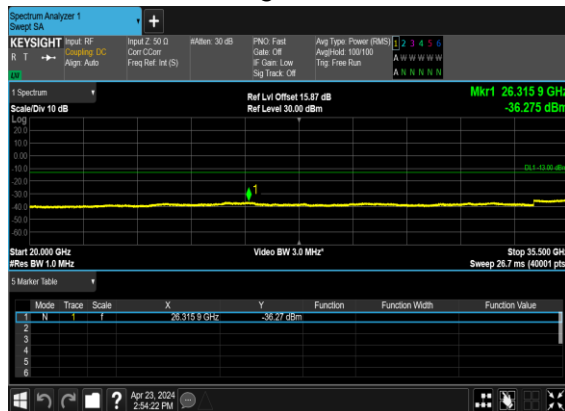 Spectrum Analyzer 1
Swept SA
+
KEYSIGHT Input: RF Input Z: 50 Ω #Atten: 30 dB PNO: Fast Avg Type: Power (RMS) 1 2 3 4 5 6
R T Coupling: DC Corr CCorr Gate: Off Avg|Hold: 100/100 A W W W W W
Align: Auto Freq Ref: Int (S) IF Gain: Low Trig: Free Run
Sig Track: Off A N N N N N
LW
1 Spectrum Ref Lvl Offset 15.87 dB Mkr1 26.315 9 GHz
Scale/Div 10 dB Ref Level 30.00 dBm -36.275 dBm
Log
20.0
10.0
0.00
-10.0 DL1 -13.00 dBm
-20.0
1
-30.0
-40.0
-50.0
-60.0
Start 20.000 GHz Video BW 3.0 MHz* Stop 35.500 GHz
#Res BW 1.0 MHz Sweep 26.7 ms (40001 pts)
5 Marker Table
Mode Trace Scale X Y Function Function Width Function Value
1 N 1 f 26.315 9 GHz -36.27 dBm
2
3
4
5
6
? Apr 23, 2024
2:54:22 PM